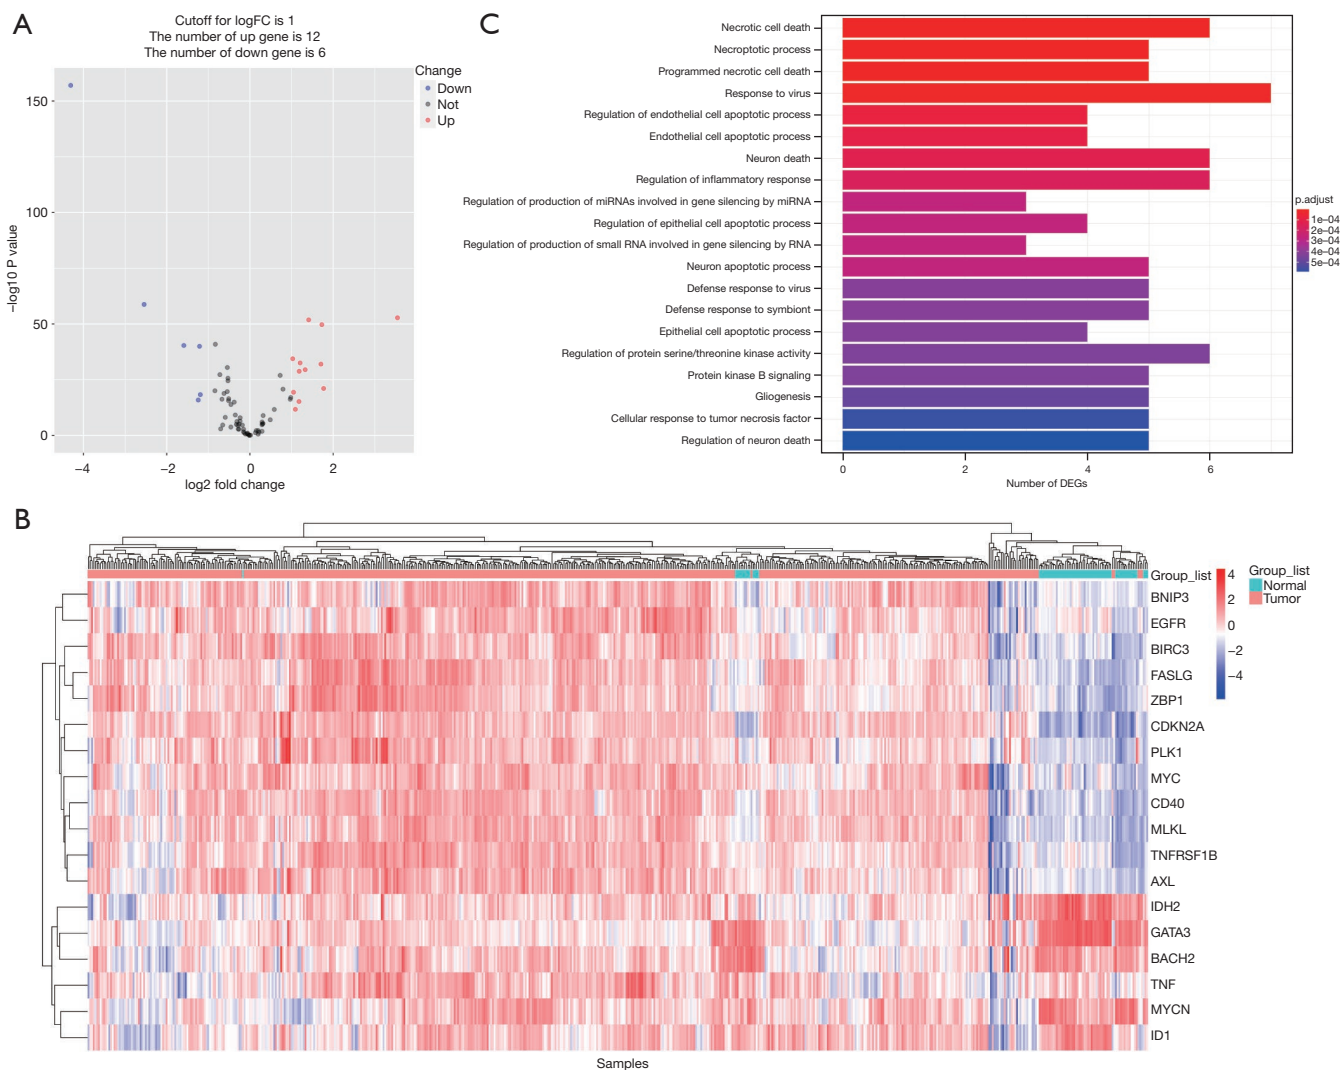 A
Cutoff for logFC is 1
The number of up gene is 12
The number of down gene is 6
Change
Down
Not
Up
150
100
50
0
−4
−2
0
2
−log10 P value
log2 fold change
C
Necrotic cell death
Necroptotic process
Programmed necrotic cell death
Response to virus
Regulation of endothelial cell apoptotic process
Endothelial cell apoptotic process
Neuron death
Regulation of inflammatory response
Regulation of production of miRNAs involved in gene silencing by miRNA
Regulation of epithelial cell apoptotic process
Regulation of production of small RNA involved in gene silencing by RNA
Neuron apoptotic process
Defense response to virus
Defense response to symbiont
Epithelial cell apoptotic process
Regulation of protein serine/threonine kinase activity
Protein kinase B signaling
Gliogenesis
Cellular response to tumor necrosis factor
Regulation of neuron death
0
2
4
6
Number of DEGs
p.adjust
1e−04
2e−04
3e−04
4e−04
5e−04
B
Group_list
BNIP3
EGFR
BIRC3
FASLG
ZBP1
CDKN2A
PLK1
MYC
CD40
MLKL
TNFRSF1B
AXL
IDH2
GATA3
BACH2
TNF
MYCN
ID1
4
2
0
−2
−4
Group_list
Normal
Tumor
Samples